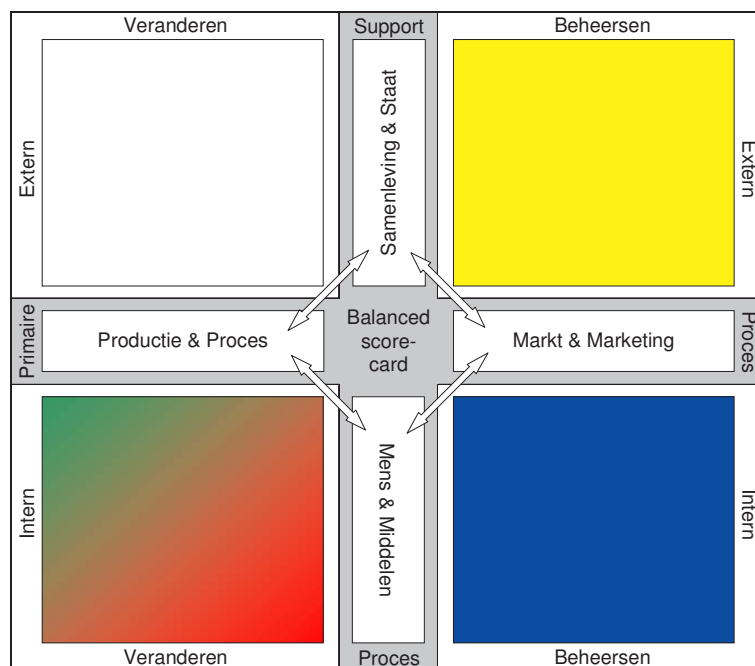 Veranderen
Support
Beheersen
Extern
Samenleving & Staat
Extern
Primaire
Productie & Proces
Balanced
score-
card
Markt & Marketing
Proces
Intern
Mens & Middelen
Intern
Veranderen
Proces
Beheersen